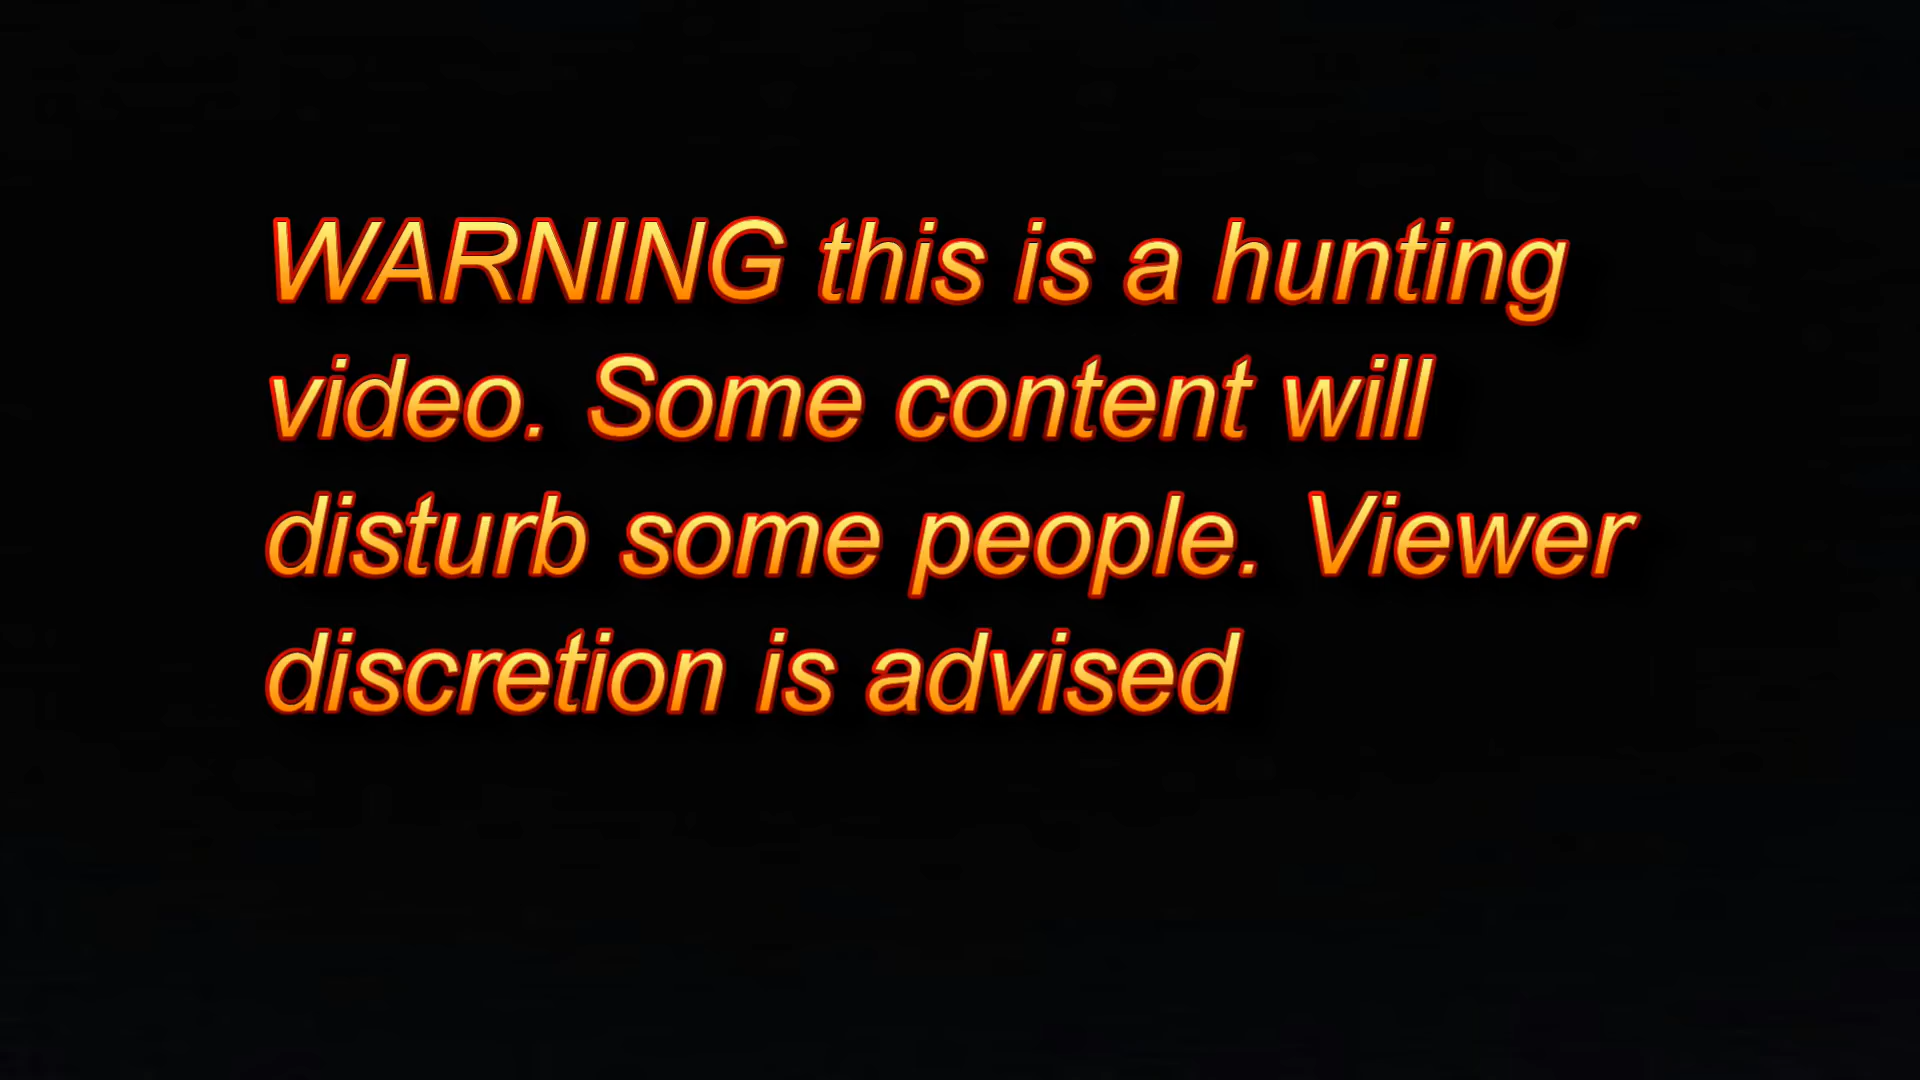 WARNING this is a hunting
video. Some content will
disturb some people. Viewer
discretion is advised